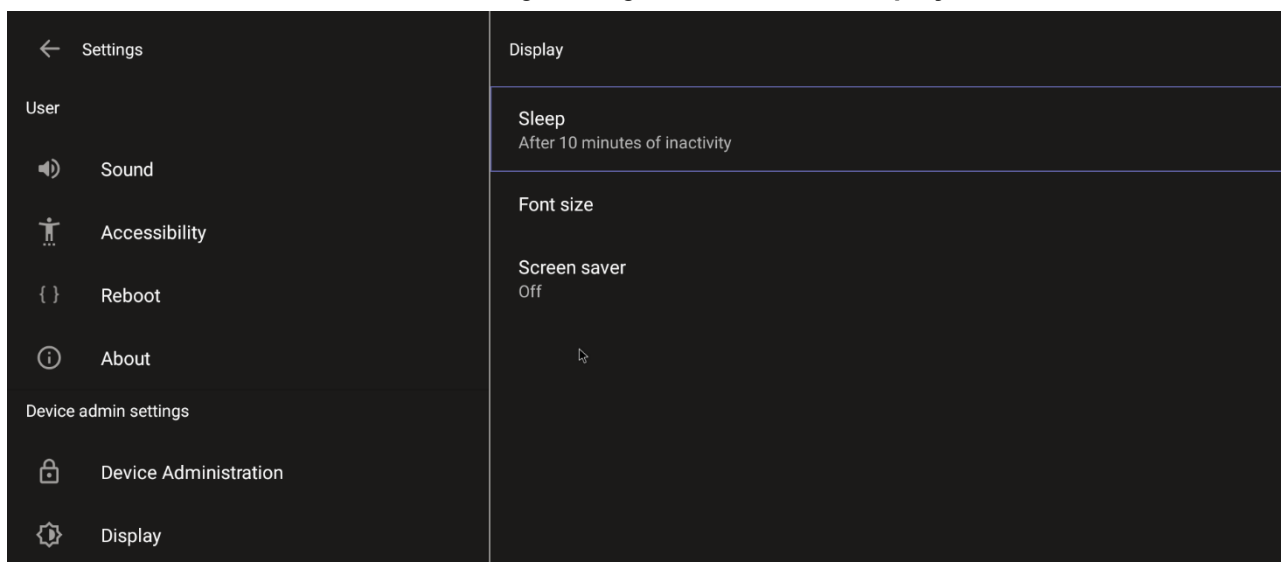 Settings
User
Sound
Accessibility
Reboot
About
Device admin settings
Device Administration
Display
Display
Sleep
After 10 minutes of inactivity
Font size
Screen saver
Off